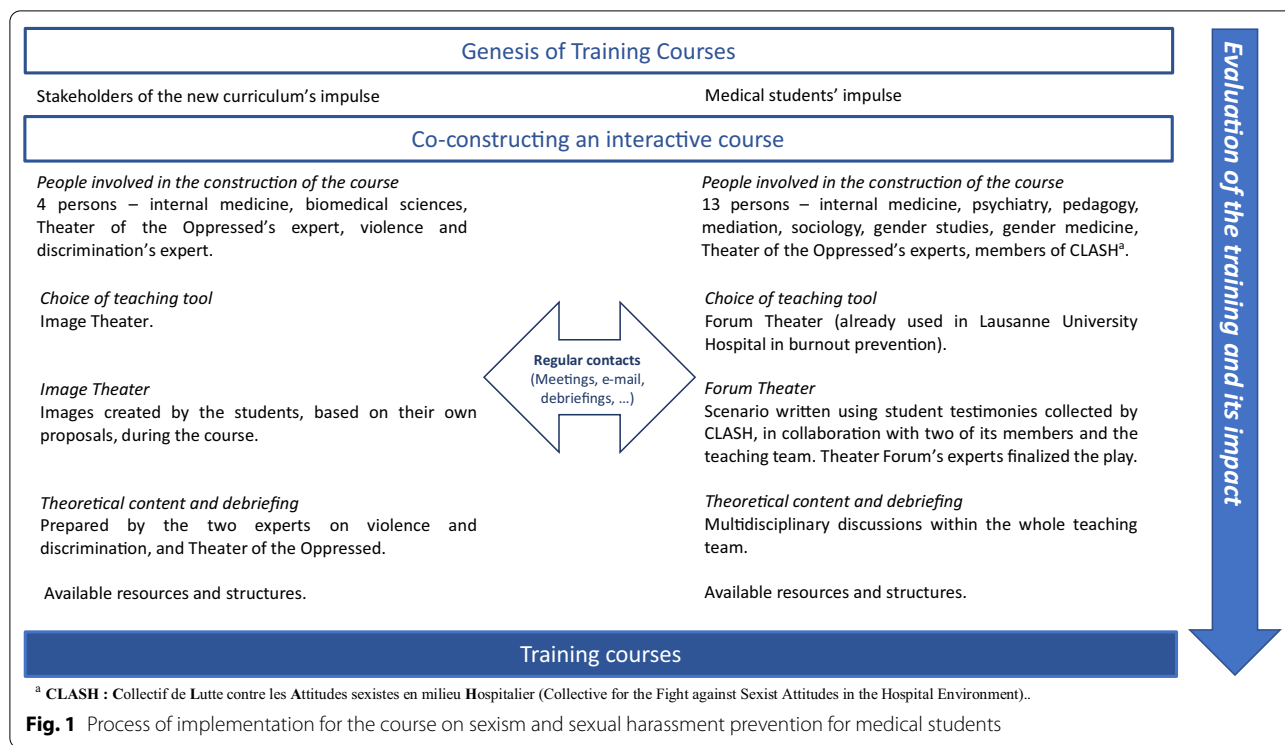 Genesis of Training Courses
Stakeholders of the new curriculum's impulse
Medical students' impulse
Co-constructing an interactive course
People involved in the construction of the course
4 persons – internal medicine, biomedical sciences,
Theater of the Oppressed's expert, violence and
discrimination's expert.
Choice of teaching tool
Image Theater.
Image Theater
Images created by the students, based on their own
proposals, during the course.
Theoretical content and debriefing
Prepared by the two experts on violence and
discrimination, and Theater of the Oppressed.
Available resources and structures.
Regular contacts
(Meetings, e-mail,
debriefings, ...)
People involved in the construction of the course
13 persons – internal medicine, psychiatry, pedagogy,
mediation, sociology, gender studies, gender medicine,
Theater of the Oppressed's experts, members of CLASHa.
Choice of teaching tool
Forum Theater (already used in Lausanne University
Hospital in burnout prevention).
Forum Theater
Scenario written using student testimonies collected by
CLASH, in collaboration with two of its members and the
teaching team. Theater Forum's experts finalized the play.
Theoretical content and debriefing
Multidisciplinary discussions within the whole teaching
team.
Available resources and structures.
Training courses
Evaluation of the training and its impact
a CLASH : Collectif de Lutte contre les Attitudes sexistes en milieu Hospitalier (Collective for the Fight against Sexist Attitudes in the Hospital Environment)..
Fig. 1 Process of implementation for the course on sexism and sexual harassment prevention for medical students